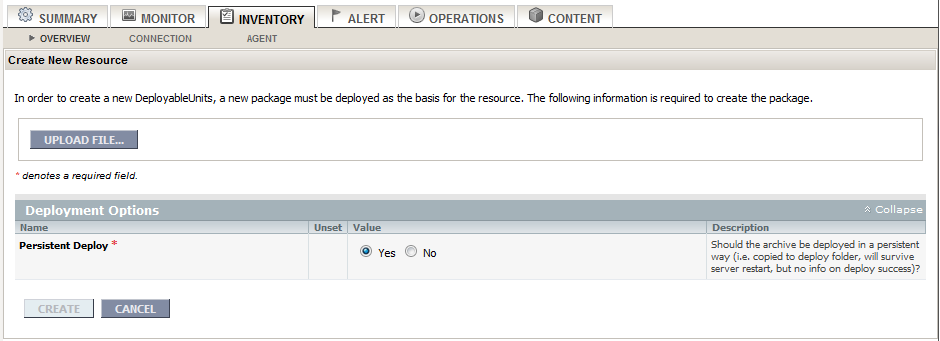 SUMMARY MONITOR INVENTORY ALERT OPERATIONS CONTENT
OVERVIEW CONNECTION AGENT
Create New Resource
In order to create a new DeployableUnits, a new package must be deployed as the basis for the resource. The following information is required to create the package.
UPLOAD FILE...
* denotes a required field.
Deployment Options Collapse
Name Unset Value Description
Persistent Deploy * Yes No Should the archive be deployed in a persistent
way (i.e. copied to deploy folder, will survive
server restart, but no info on deploy success)?
CREATE CANCEL